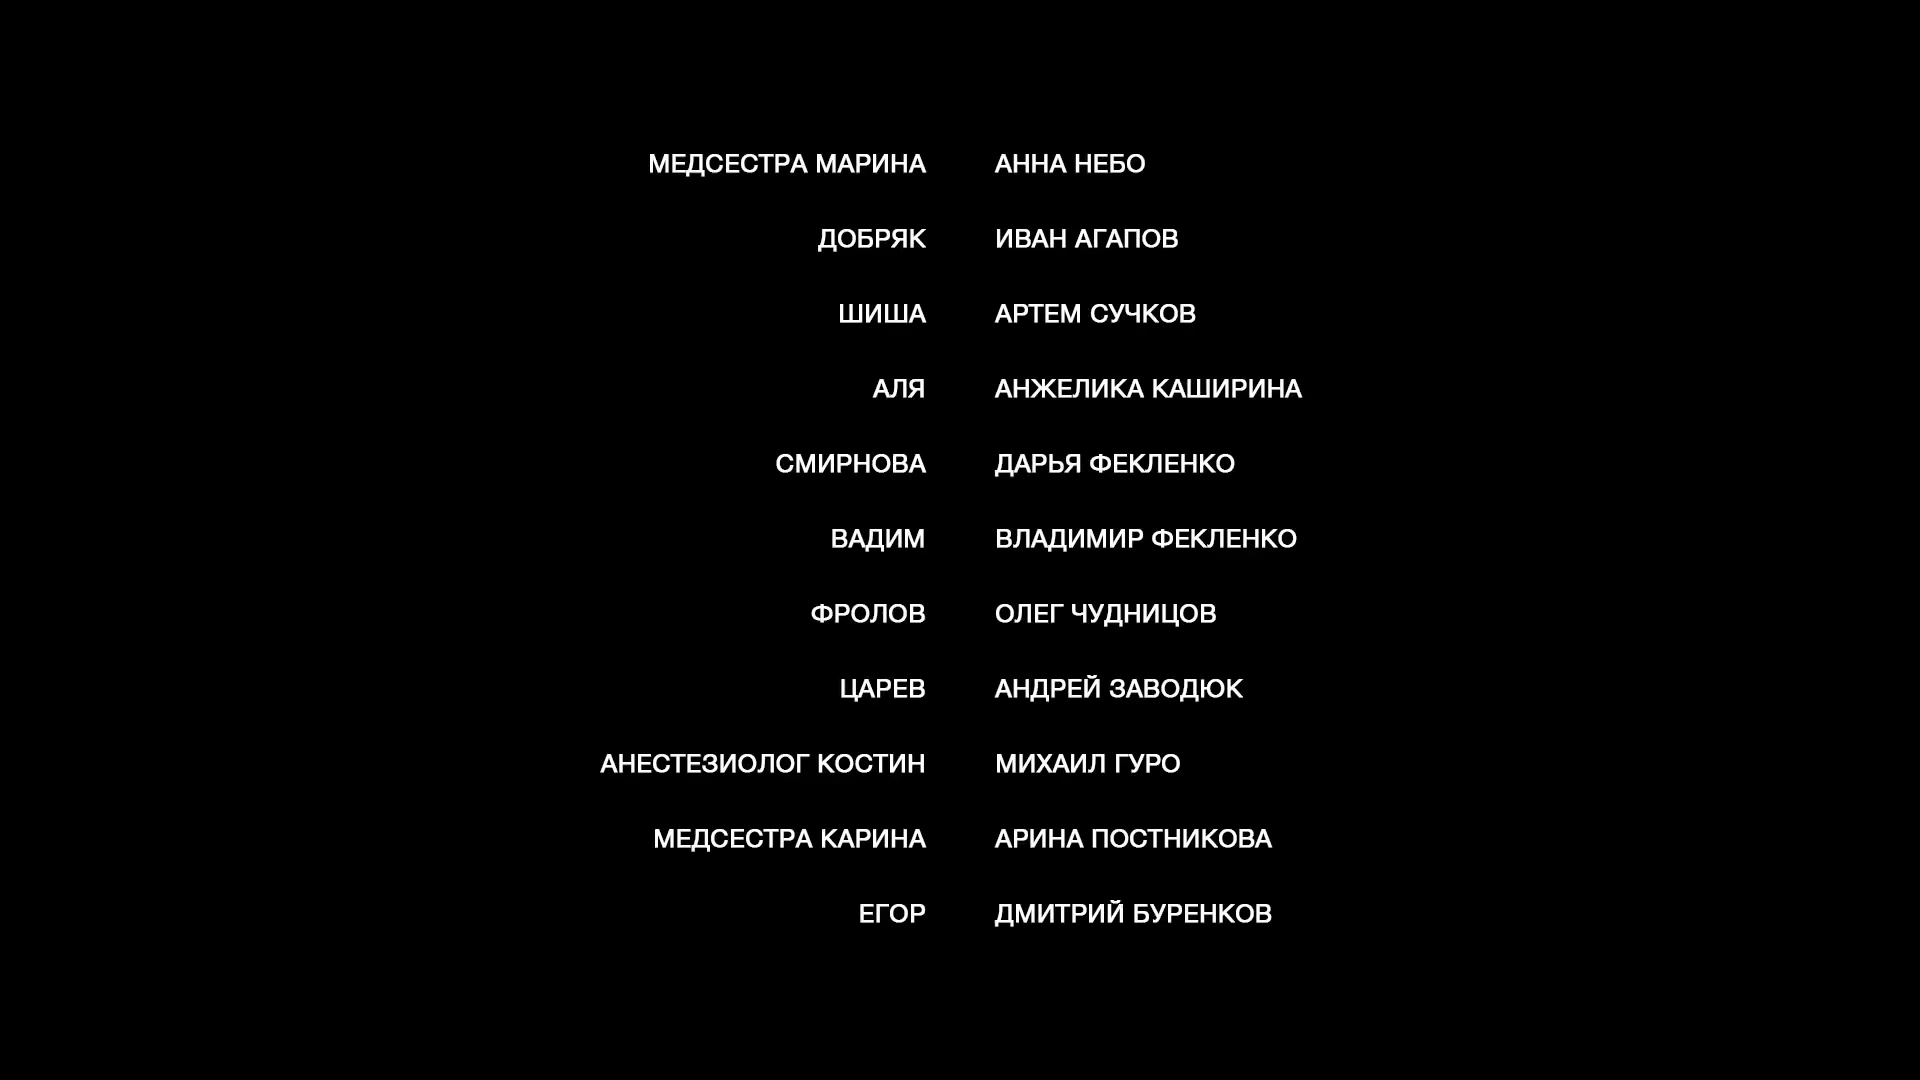 МЕДСЕСТРА МАРИНА АННА НЕБО
ДОБРЯК ИВАН АГАПОВ
ШИША АРТЕМ СУЧКОВ
АЛЯ АНЖЕЛИКА КАШИРИНА
СМИРНОВА ДАРЬЯ ФЕКЛЕНКО
ВАДИМ ВЛАДИМИР ФЕКЛЕНКО
ФРОЛОВ ОЛЕГ ЧУДНИЦОВ
ЦАРЕВ АНДРЕЙ ЗАВОДЮК
АНЕСТЕЗИОЛОГ КОСТИН МИХАИЛ ГУРО
МЕДСЕСТРА КАРИНА АРИНА ПОСТНИКОВА
ЕГОР ДМИТРИЙ БУРЕНКОВ